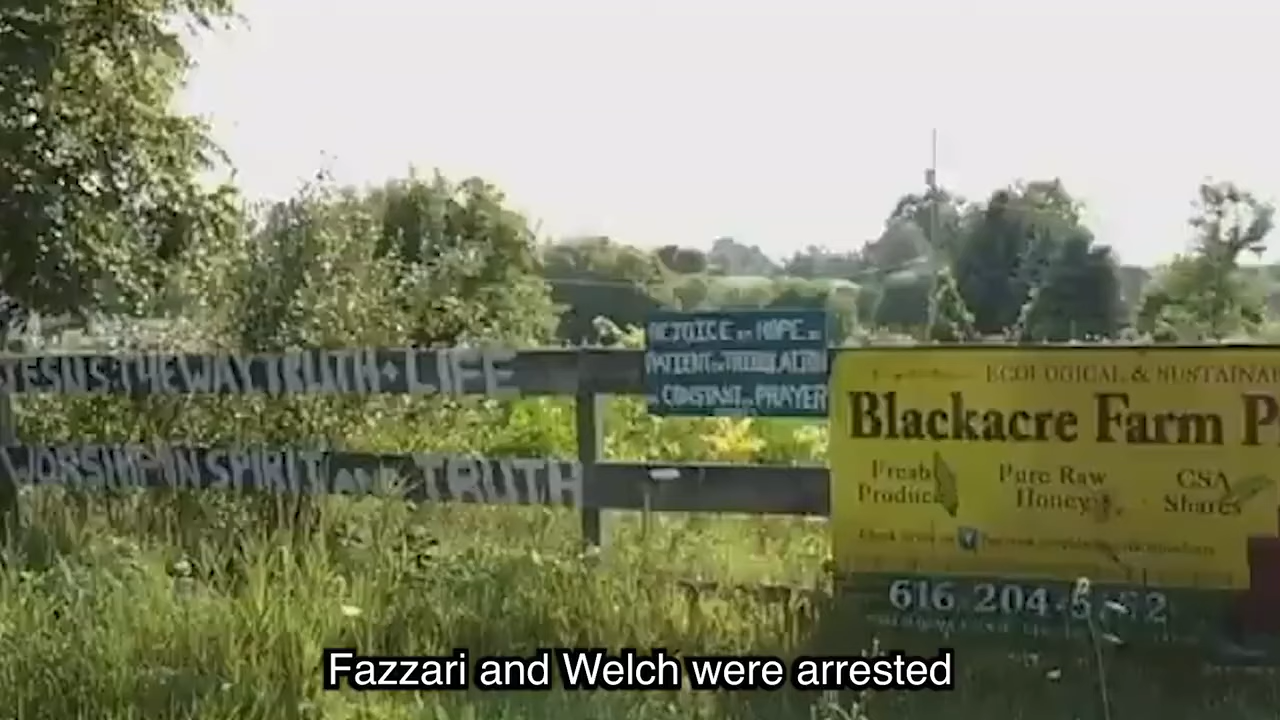 JESUS: THE WAY TRUTH + LIFE
WORSHIP IN SPIRIT AND TRUTH
REJOICE IN HOPE
PATIENT IN TRIBULATION
CONSTANT IN PRAYER
ECOLOGICAL & SUSTAINAB
Blackacre Farm P
Fresh
Produce
Pure Raw
Honey
CSA
Shares
616 204
Fazzari and Welch were arrested